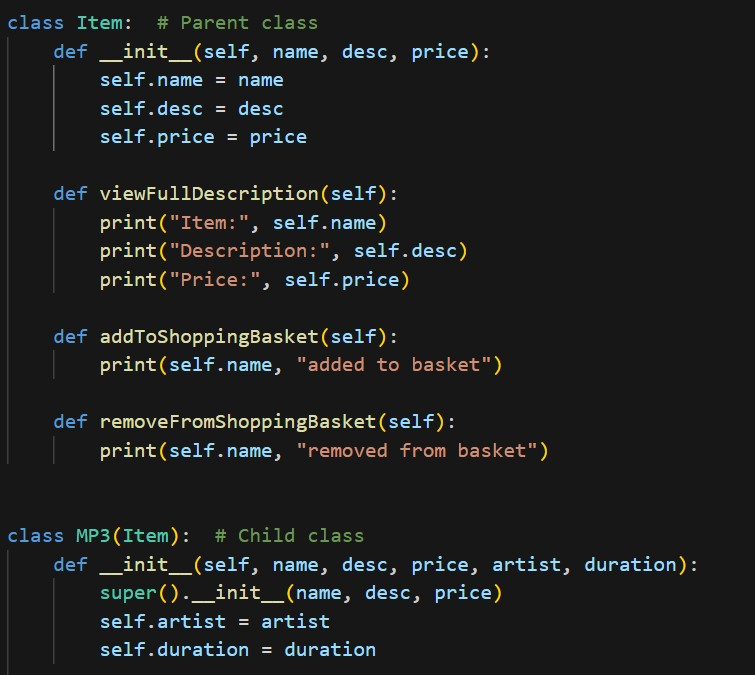 class Item:  # Parent class
    def __init__(self, name, desc, price):
        self.name = name
        self.desc = desc
        self.price = price

    def viewFullDescription(self):
        print("Item:", self.name)
        print("Description:", self.desc)
        print("Price:", self.price)

    def addToShoppingBasket(self):
        print(self.name, "added to basket")

    def removeFromShoppingBasket(self):
        print(self.name, "removed from basket")


class MP3(Item):  # Child class
    def __init__(self, name, desc, price, artist, duration):
        super().__init__(name, desc, price)
        self.artist = artist
        self.duration = duration